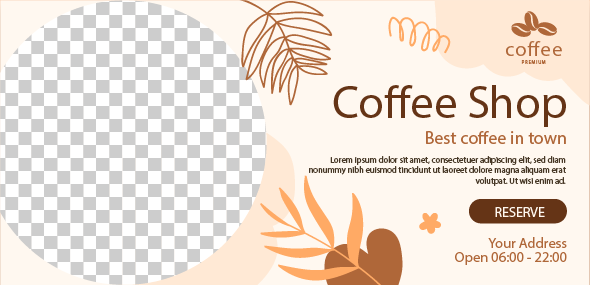 coffee
PREMIUM
Coffee Shop
Best coffee in town
Lorem ipsum dolor sit amet, consectetuer adipiscing elit, sed diam
nonummy nibh euismod tincidunt ut laoreet dolore magna aliquam erat
volutpat. Ut wisi enim ad.
RESERVE
Your Address
Open 06:00 - 22:00